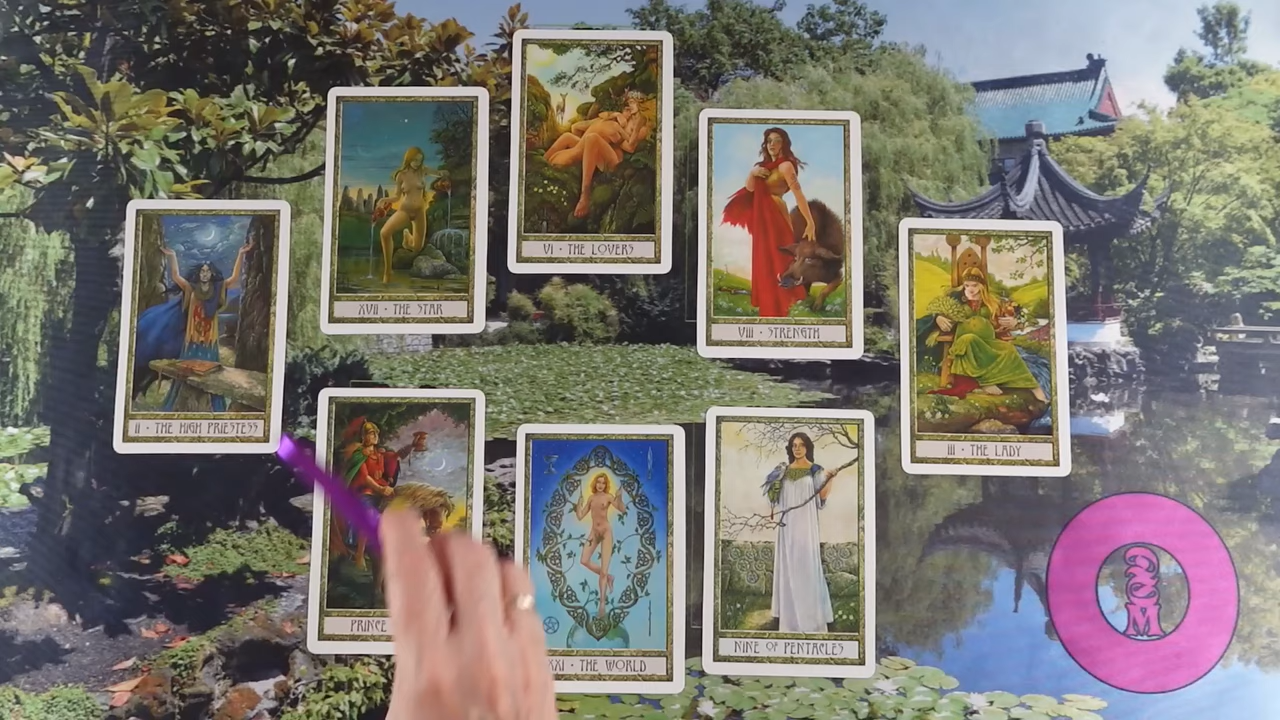 VI • THE LOVERS
XVII • THE STAR
VIII • STRENGTH
II • THE HIGH PRIESTESS
III • THE LADY
PRINCE
XXI • THE WORLD
NINE OF PENTACLES